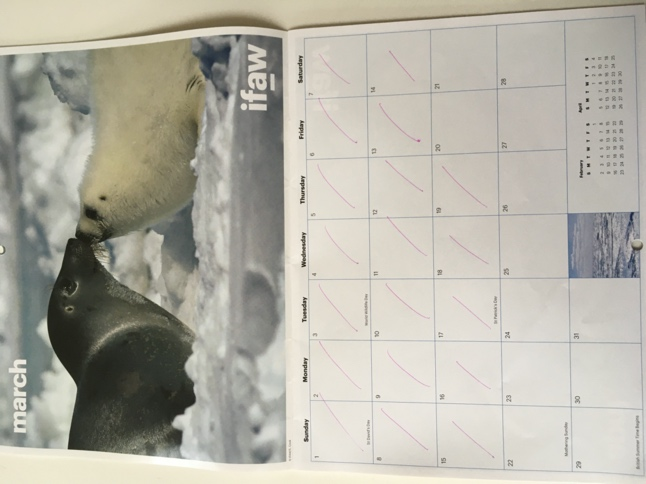 march
ifaw
Sunday Monday Tuesday Wednesday Thursday Friday Saturday
1 2 3 4 5 6 7
St David's Day World Wildlife Day
8 9 10 11 12 13 14
15 16 17 18 19 20 21
St Patrick's Day
22 23 24 25 26 27 28
Mothering Sunday
29 30 31
British Summer Time Begins
February April
S M T W T F S S M T W T F S